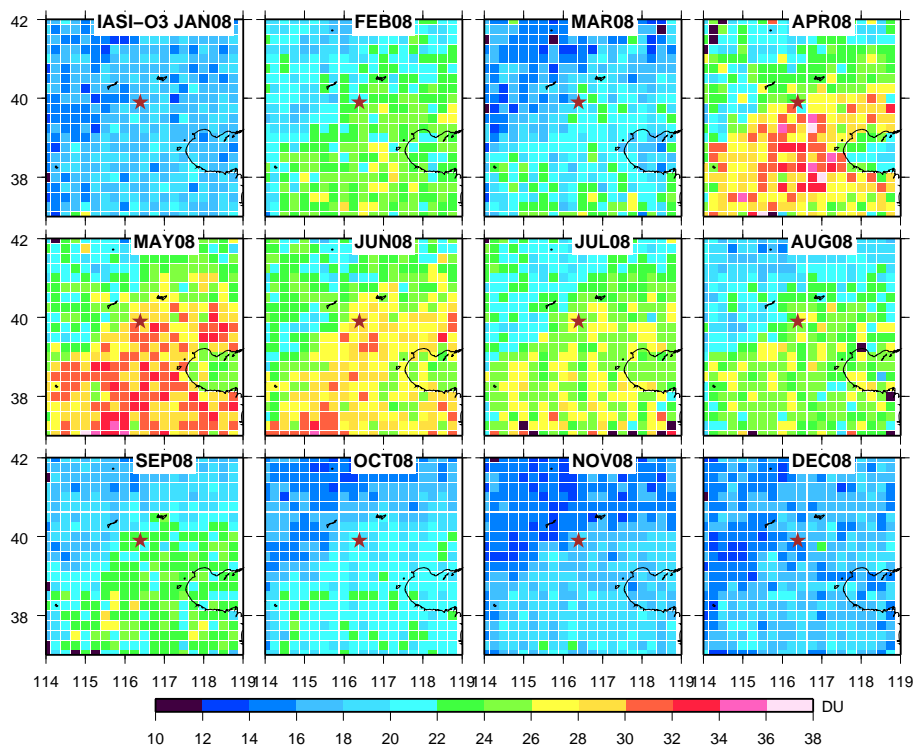 IASI−O3 JAN08 FEB08 MAR08 APR08
42
40
38
MAY08 JUN08 JUL08 AUG08
42
40
38
SEP08 OCT08 NOV08 DEC08
42
40
38
114 115 116 117 118 119 114 115 116 117 118 119 114 115 116 117 118 119 114 115 116 117 118 119
DU
10 12 14 16 18 20 22 24 26 28 30 32 34 36 38